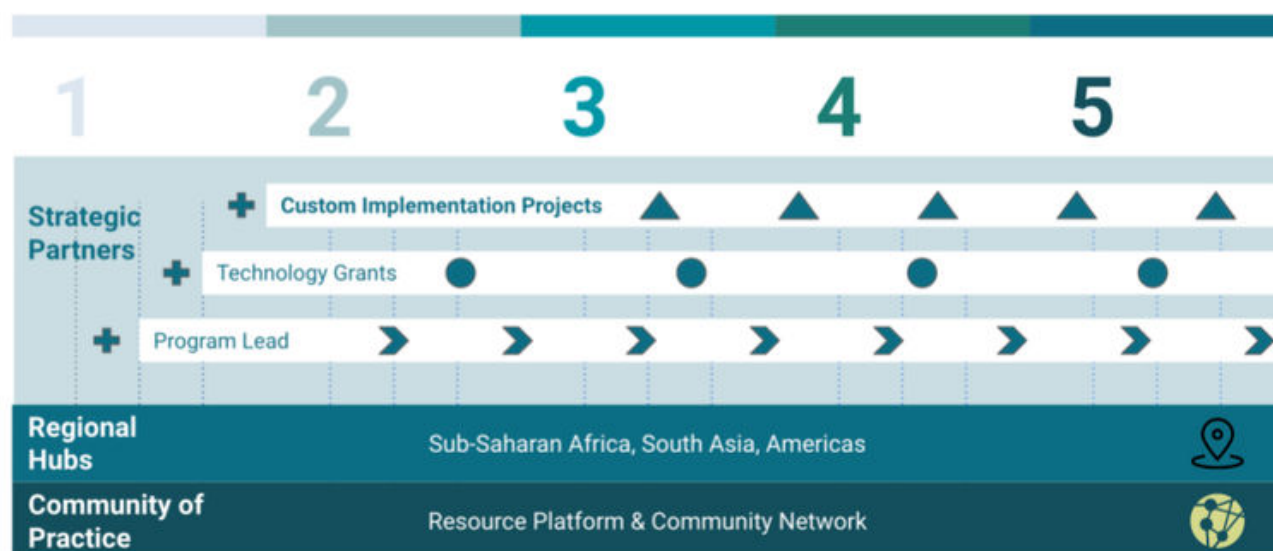 1 2 3 4 5
Custom Implementation Projects
Strategic
Partners
Technology Grants
Program Lead
Regional
Hubs
Sub-Saharan Africa, South Asia, Americas
Community of
Practice
Resource Platform & Community Network